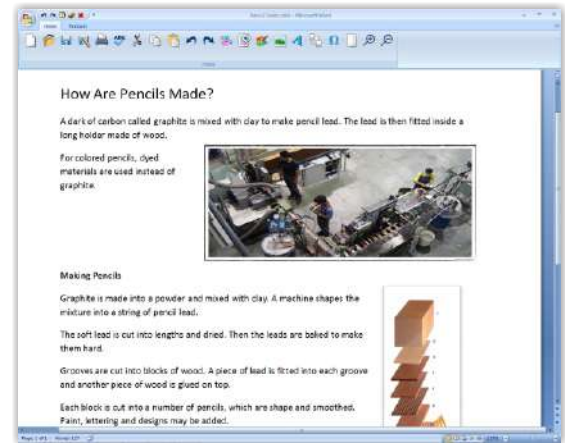 How Are Pencils Made?
A dark of carbon called graphite is mixed with clay to make pencil lead. The lead is then fitted inside a
long holder made of wood.
For colored pencils, dyed
materials are used instead of
graphite.
Making Pencils
Graphite is made into a powder and mixed with clay. A machine shapes the
mixture into a string of pencil lead.
The soft lead is cut into lengths and dried. Then the leads are baked to make
them hard.
Grooves are cut into blocks of wood. A piece of lead is fitted into each groove
and another piece of wood is glued on top.
Each block is cut into a number of pencils, which are shape and smoothed.
Paint, lettering and designs may be added.